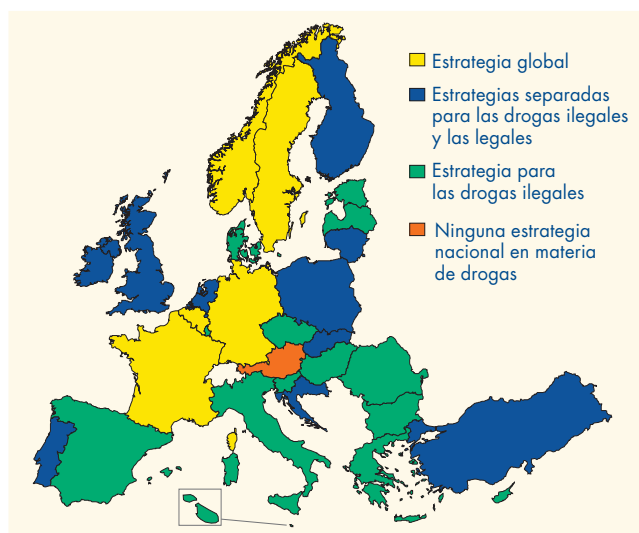 Estrategia global
Estrategias separadas
para las drogas ilegales
y las legales
Estrategia para
las drogas ilegales
Ninguna estrategia
nacional en materia
de drogas